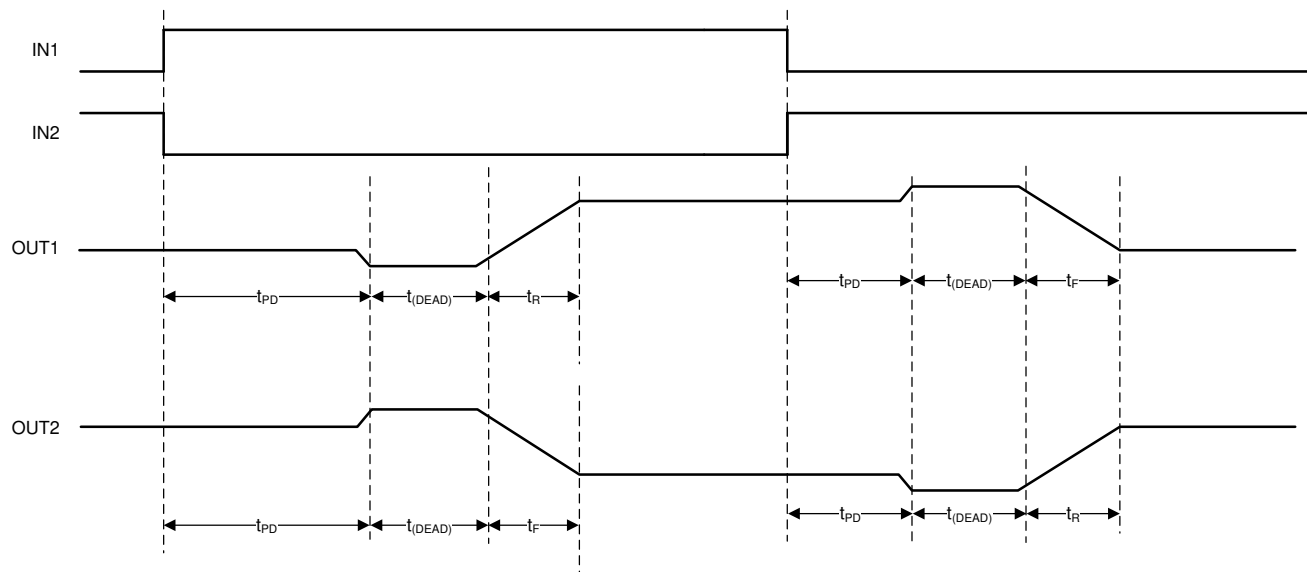 IN1
IN2
OUT1
tPD t(DEAD) tR tPD t(DEAD) tF
OUT2
tPD t(DEAD) tF tPD t(DEAD) tR